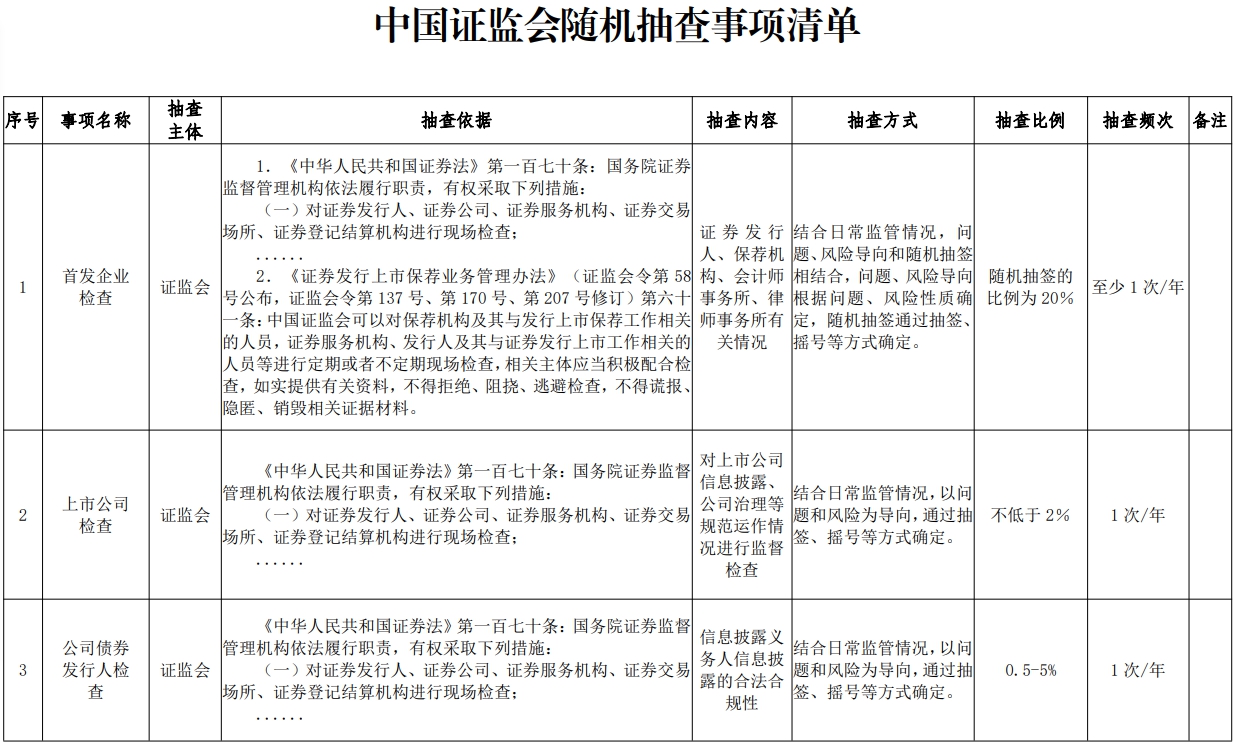 中国证监会随机抽查事项清单
序号 事项名称 抽查主体 抽查依据 抽查内容 抽查方式 抽查比例 抽查频次 备注
1
首发企业
检查
证监会
1．《中华人民共和国证券法》第一百七十条：国务院证券
监督管理机构依法履行职责，有权采取下列措施：
（一）对证券发行人、证券公司、证券服务机构、证券交易
场所、证券登记结算机构进行现场检查；
......
2．《证券发行上市保荐业务管理办法》（证监会令第 58
号公布，证监会令第 137 号、第 170 号、第 207 号修订）第六十
一条：中国证监会可以对保荐机构及其与发行上市保荐工作相关
的人员，证券服务机构、发行人及其与证券发行上市工作相关的
人员等进行定期或者不定期现场检查，相关主体应当积极配合检
查，如实提供有关资料，不得拒绝、阻挠、逃避检查，不得谎报、
隐匿、销毁相关证据材料。
证券发行
人、保荐机
构、会计师
事务所、律
师事务所有
关情况
结合日常监管情况，问
题、风险导向和随机抽签
相结合，问题、风险导向
根据问题、风险性质确
定，随机抽签通过抽签、
摇号等方式确定。
随机抽签的
比例为 20%
至少 1 次/年
2
上市公司
检查
证监会
《中华人民共和国证券法》第一百七十条：国务院证券监督
管理机构依法履行职责，有权采取下列措施：
（一）对证券发行人、证券公司、证券服务机构、证券交易
场所、证券登记结算机构进行现场检查；
......
对上市公司
信息披露、
公司治理等
规范运作情
况进行监督
检查
结合日常监管情况，以问
题和风险为导向，通过抽
签、摇号等方式确定。
不低于 2%
1 次/年
3
公司债券
发行人检
查
证监会
《中华人民共和国证券法》第一百七十条：国务院证券监督
管理机构依法履行职责，有权采取下列措施：
（一）对证券发行人、证券公司、证券服务机构、证券交易
场所、证券登记结算机构进行现场检查；
......
信息披露义
务人信息披
露的合法合
规性
结合日常监管情况，以问
题和风险为导向，通过抽
签、摇号等方式确定。
0.5-5%
1 次/年